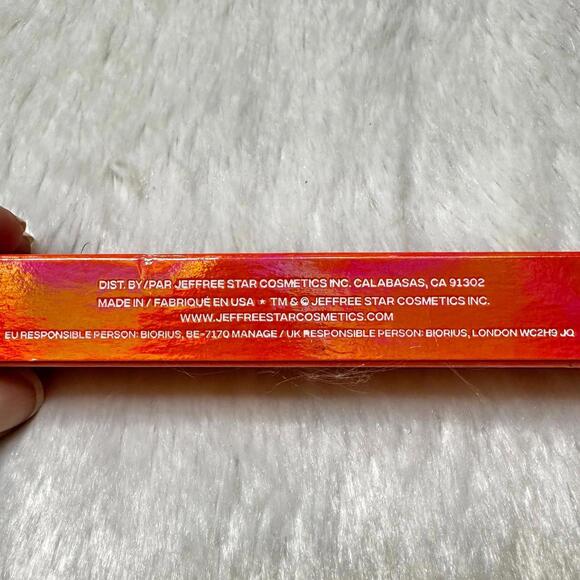 DIST. BY/PAR JEFFREE STAR COSMETICS INC. CALABASAS, CA 91302
MADE IN / FABRIQUÉ EN USA ★ TM & © JEFFREE STAR COSMETICS INC.
WWW.JEFFREESTARCOSMETICS.COM
EU RESPONSIBLE PERSON: BIORIUS, BE-7170 MANAGE / UK RESPONSIBLE PERSON: BIORIUS, LONDON WC2H9 JQ